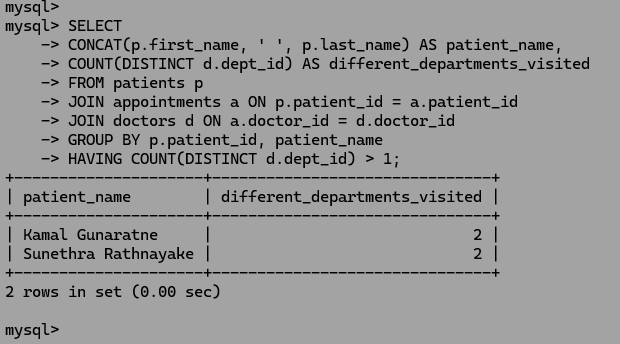 mysql>
mysql> SELECT
    -> CONCAT(p.first_name, ' ', p.last_name) AS patient_name,
    -> COUNT(DISTINCT d.dept_id) AS different_departments_visited
    -> FROM patients p
    -> JOIN appointments a ON p.patient_id = a.patient_id
    -> JOIN doctors d ON a.doctor_id = d.doctor_id
    -> GROUP BY p.patient_id, patient_name
    -> HAVING COUNT(DISTINCT d.dept_id) > 1;
+--------------------+-------------------------------+
| patient_name       | different_departments_visited |
+--------------------+-------------------------------+
| Kamal Gunaratne    |                             2 |
| Sunethra Rathnayake |                             2 |
+--------------------+-------------------------------+
2 rows in set (0.00 sec)
mysql>